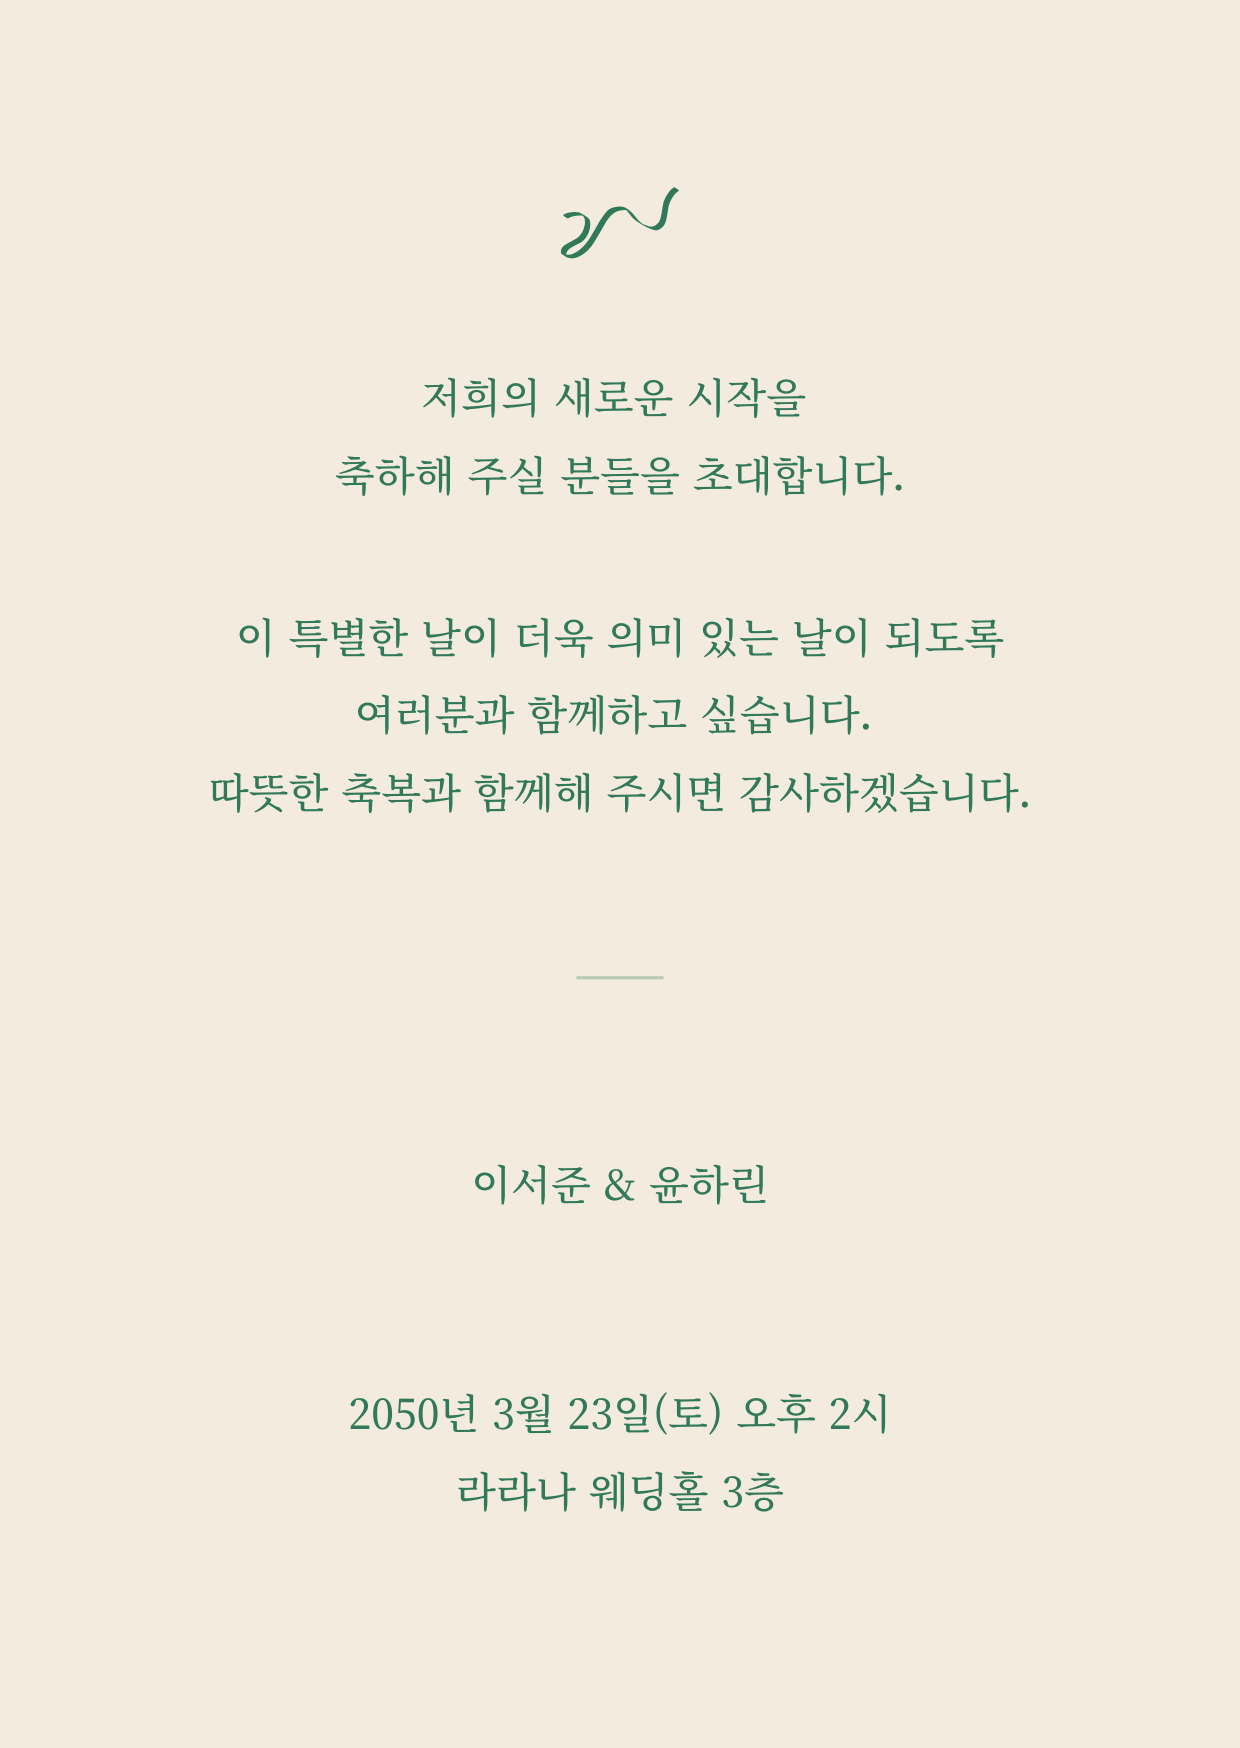 저희의 새로운 시작을
축하해 주실 분들을 초대합니다.
이 특별한 날이 더욱 의미 있는 날이 되도록
여러분과 함께하고 싶습니다.
따뜻한 축복과 함께해 주시면 감사하겠습니다.
이서준 & 윤하린
2050년 3월 23일(토) 오후 2시
라라나 웨딩홀 3층